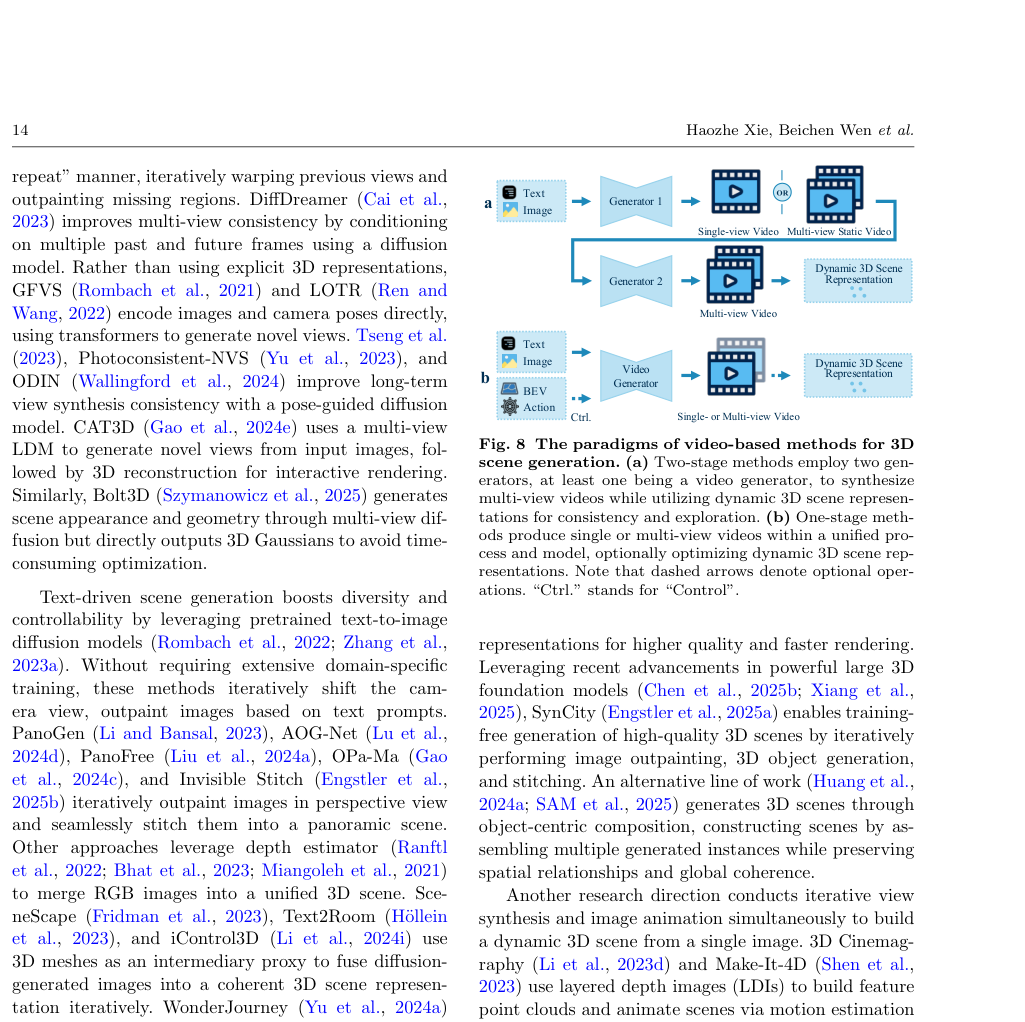 14
Haozhe Xie, Beichen Wen et al.
repeat” manner, iteratively warping previous views and
outpainting missing regions. DiffDreamer (Cai et al.,
2023) improves multi-view consistency by conditioning
on multiple past and future frames using a diffusion
model. Rather than using explicit 3D representations,
GFVS (Rombach et al., 2021) and LOTR (Ren and
Wang, 2022) encode images and camera poses directly,
using transformers to generate novel views. Tseng et al.
(2023), Photoconsistent-NVS (Yu et al., 2023), and
ODIN (Wallingford et al., 2024) improve long-term
view synthesis consistency with a pose-guided diffusion
model. CAT3D (Gao et al., 2024e) uses a multi-view
LDM to generate novel views from input images, fol-
lowed by 3D reconstruction for interactive rendering.
Similarly, Bolt3D (Szymanowicz et al., 2025) generates
scene appearance and geometry through multi-view dif-
fusion but directly outputs 3D Gaussians to avoid time-
consuming optimization.
Text-driven scene generation boosts diversity and
controllability by leveraging pretrained text-to-image
diffusion models (Rombach et al., 2022; Zhang et al.,
2023a). Without requiring extensive domain-specific
training, these methods iteratively shift the cam-
era view, outpaint images based on text prompts.
PanoGen (Li and Bansal, 2023), AOG-Net (Lu et al.,
2024d), PanoFree (Liu et al., 2024a), OPa-Ma (Gao
et al., 2024c), and Invisible Stitch (Engstler et al.,
2025b) iteratively outpaint images in perspective view
and seamlessly stitch them into a panoramic scene.
Other approaches leverage depth estimator (Ranftl
et al., 2022; Bhat et al., 2023; Miangoleh et al., 2021)
to merge RGB images into a unified 3D scene. Sce-
neScape (Fridman et al., 2023), Text2Room (Höllein
et al., 2023), and iControl3D (Li et al., 2024i) use
3D meshes as an intermediary proxy to fuse diffusion-
generated images into a coherent 3D scene represen-
tation iteratively. WonderJourney (Yu et al., 2024a)
a
Text
Image
Generator 1
OR
Single-view Video
Multi-view Static Video
Generator 2
Multi-view Video
Dynamic 3D Scene
Representation
b
Text
Image
BEV
Action
Ctrl.
Video
Generator
Single- or Multi-view Video
Dynamic 3D Scene
Representation
Fig. 8 The paradigms of video-based methods for 3D
scene generation. (a) Two-stage methods employ two gen-
erators, at least one being a video generator, to synthesize
multi-view videos while utilizing dynamic 3D scene represen-
tations for consistency and exploration. (b) One-stage meth-
ods produce single or multi-view videos within a unified pro-
cess and model, optionally optimizing dynamic 3D scene rep-
resentations. Note that dashed arrows denote optional oper-
ations. “Ctrl.” stands for “Control”.
representations for higher quality and faster rendering.
Leveraging recent advancements in powerful large 3D
foundation models (Chen et al., 2025b; Xiang et al.,
2025), SynCity (Engstler et al., 2025a) enables training-
free generation of high-quality 3D scenes by iteratively
performing image outpainting, 3D object generation,
and stitching. An alternative line of work (Huang et al.,
2024a; SAM et al., 2025) generates 3D scenes through
object-centric composition, constructing scenes by as-
sembling multiple generated instances while preserving
spatial relationships and global coherence.
Another research direction conducts iterative view
synthesis and image animation simultaneously to build
a dynamic 3D scene from a single image. 3D Cinemag-
raphy (Li et al., 2023d) and Make-It-4D (Shen et al.,
2023) use layered depth images (LDIs) to build feature
point clouds and animate scenes via motion estimation